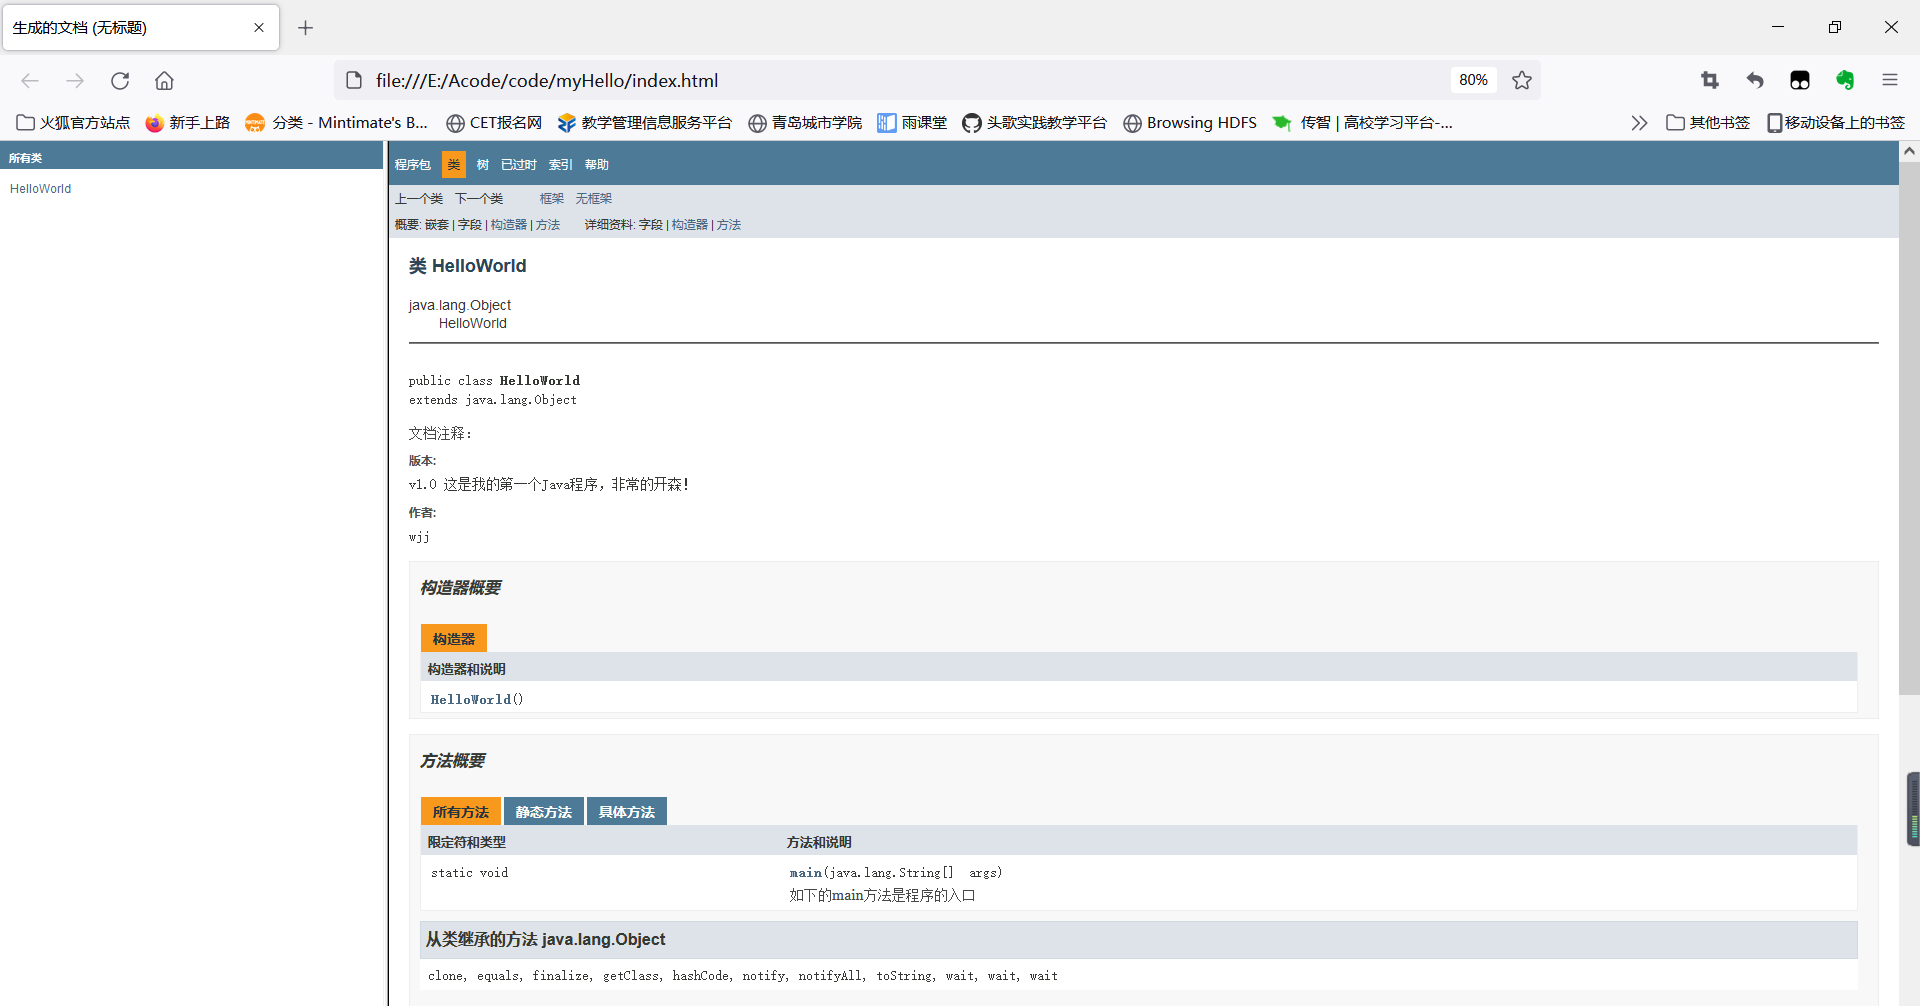 生成的文档 (无标题)
file:///E:/Acode/code/myHello/index.html
80%
火狐官方站点 新手上路 分类 - Mintimate's B... CET报名网 教学管理信息服务平台 青岛城市学院 雨课堂 头歌实践教学平台 Browsing HDFS 传智 | 高校学习平台-... 其他书签 移动设备上的书签
所有类
HelloWorld
程序包 类 树 已过时 索引 帮助
上一个类 下一个类 框架 无框架
概要: 嵌套 | 字段 | 构造器 | 方法 详细资料: 字段 | 构造器 | 方法
类 HelloWorld
java.lang.Object
HelloWorld
public class HelloWorld
extends java.lang.Object
文档注释：
版本:
v1.0 这是我的第一个Java程序，非常的开森！
作者:
wjj
构造器概要
构造器
构造器和说明
HelloWorld()
方法概要
所有方法 静态方法 具体方法
限定符和类型 方法和说明
static void main(java.lang.String[] args)
如下的main方法是程序的入口
从类继承的方法 java.lang.Object
clone, equals, finalize, getClass, hashCode, notify, notifyAll, toString, wait, wait, wait